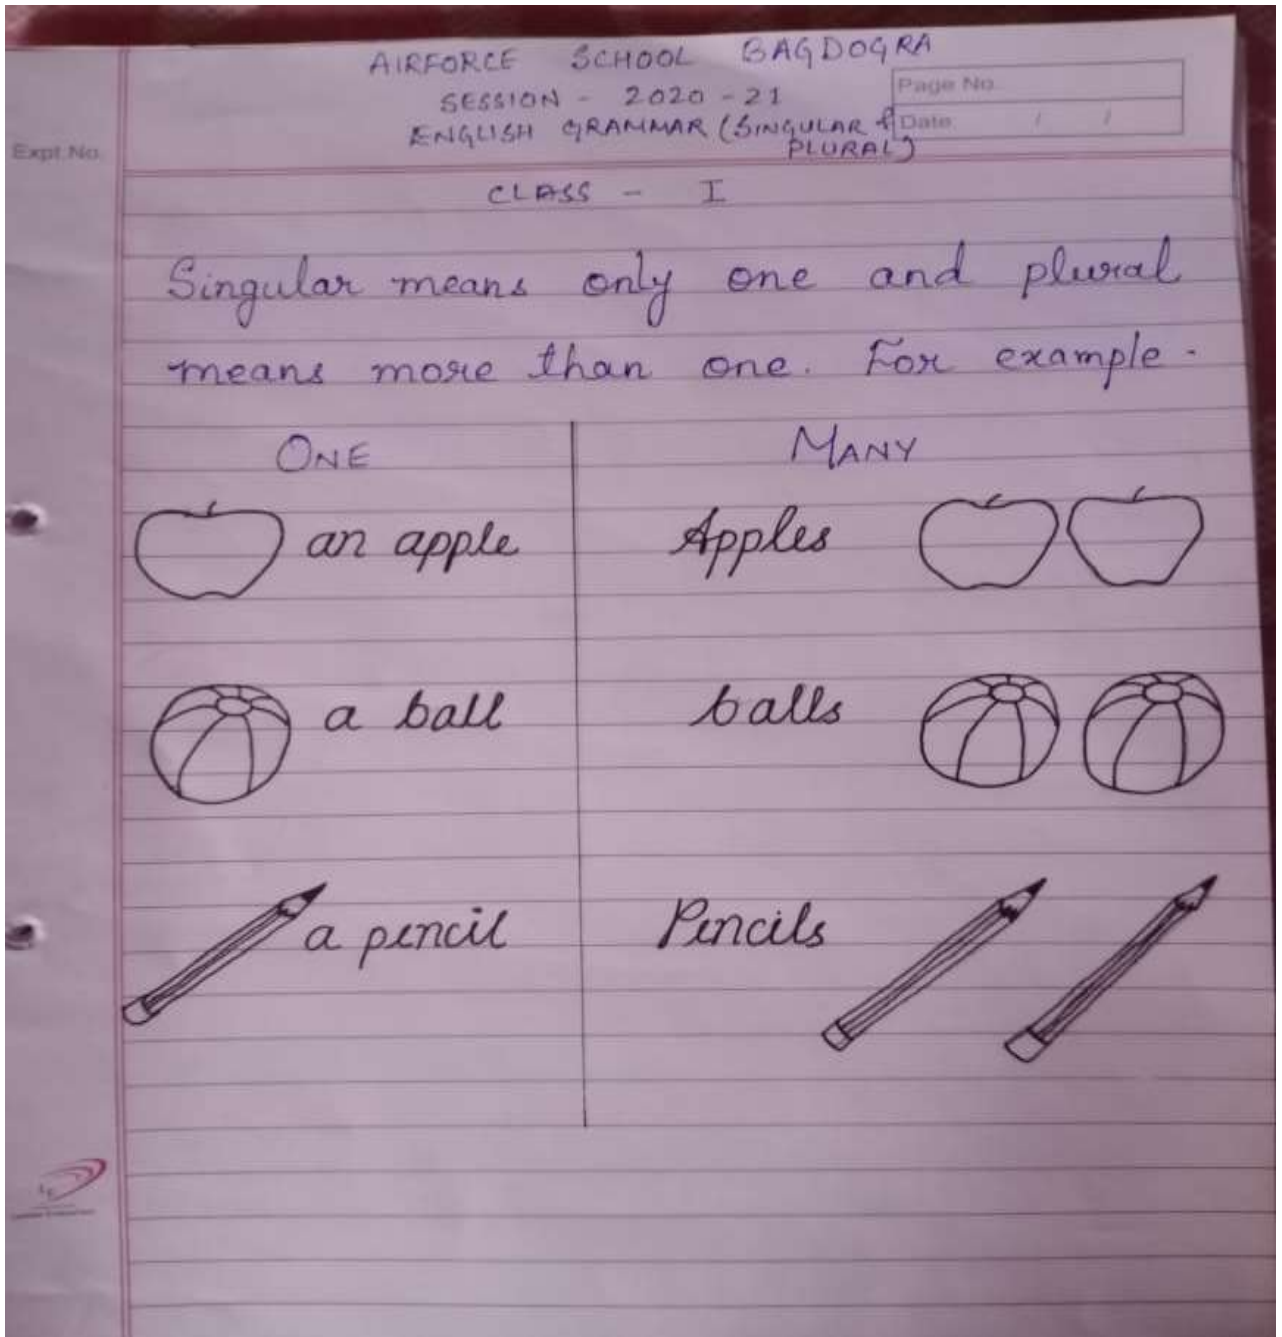 AIRFORCE SCHOOL BAGDOGRA
SESSION - 2020 - 21
Page No.
ENGLISH GRAMMAR (SINGULAR &
Date / /
PLURAL)
Expt.No.
CLASS - I
Singular means only one and plural
means more than one. For example -
ONE MANY
an apple Apples
a ball balls
a pencil Pencils